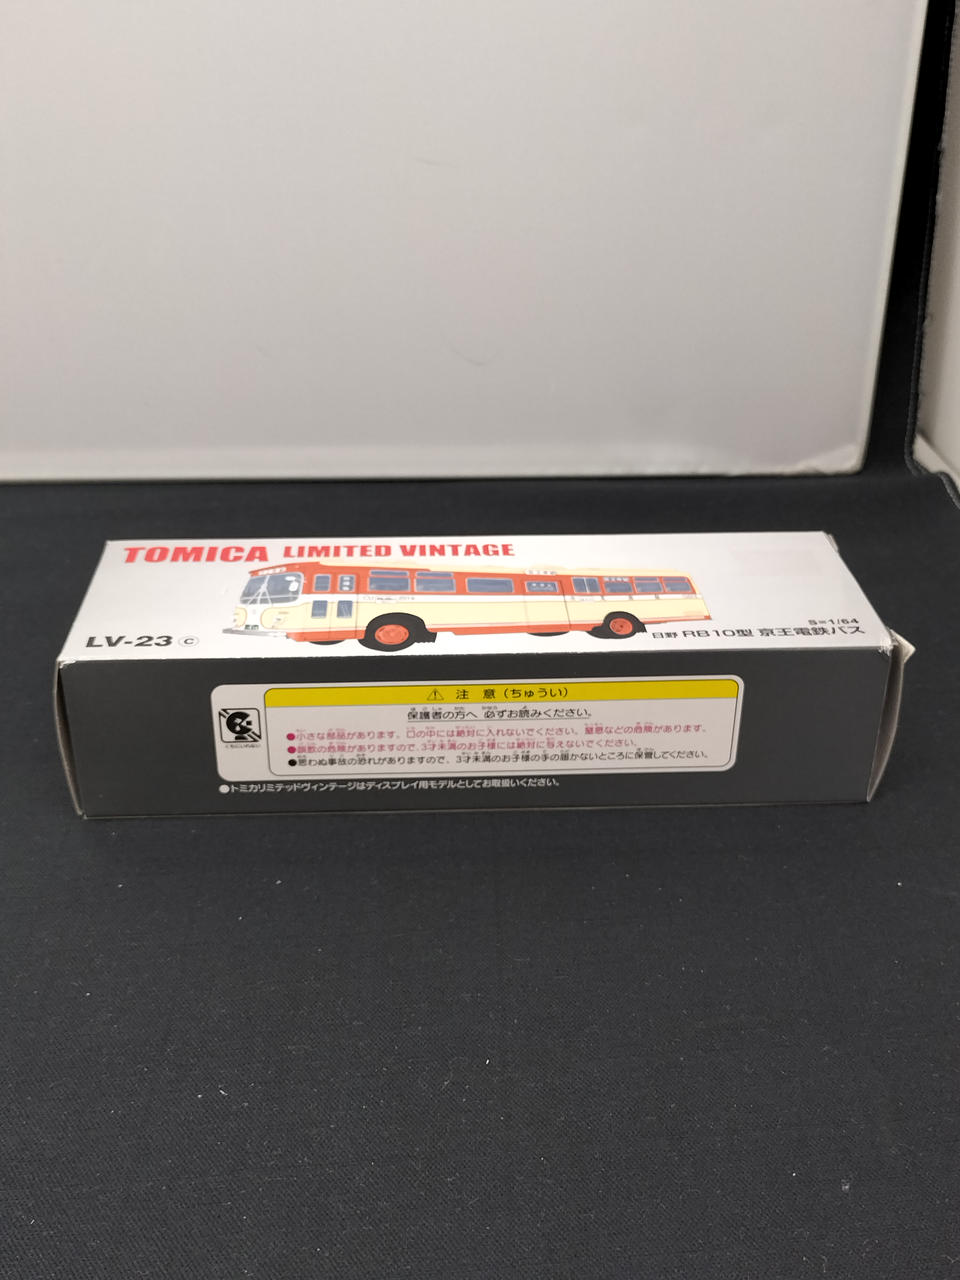 TOMICA LIMITED VINTAGE
S=1/64
LV-23 ⓒ
日野 RB10型 京王電鉄バス
⚠ 注 意 (ちゅうい)
保護者の方へ 必ずお読みください。
●小さな部品があります。口の中には絶対に入れないでください。窒息などの危険があります。
●誤飲の危険がありますので、3才未満のお子様には絶対に与えないでください。
●思わぬ事故の恐れがありますので、3才未満のお子様の手の届かないところに保管してください。
くちにいれない
●トミカリミテッドヴィンテージはディスプレイ用モデルとしてお取扱いください。